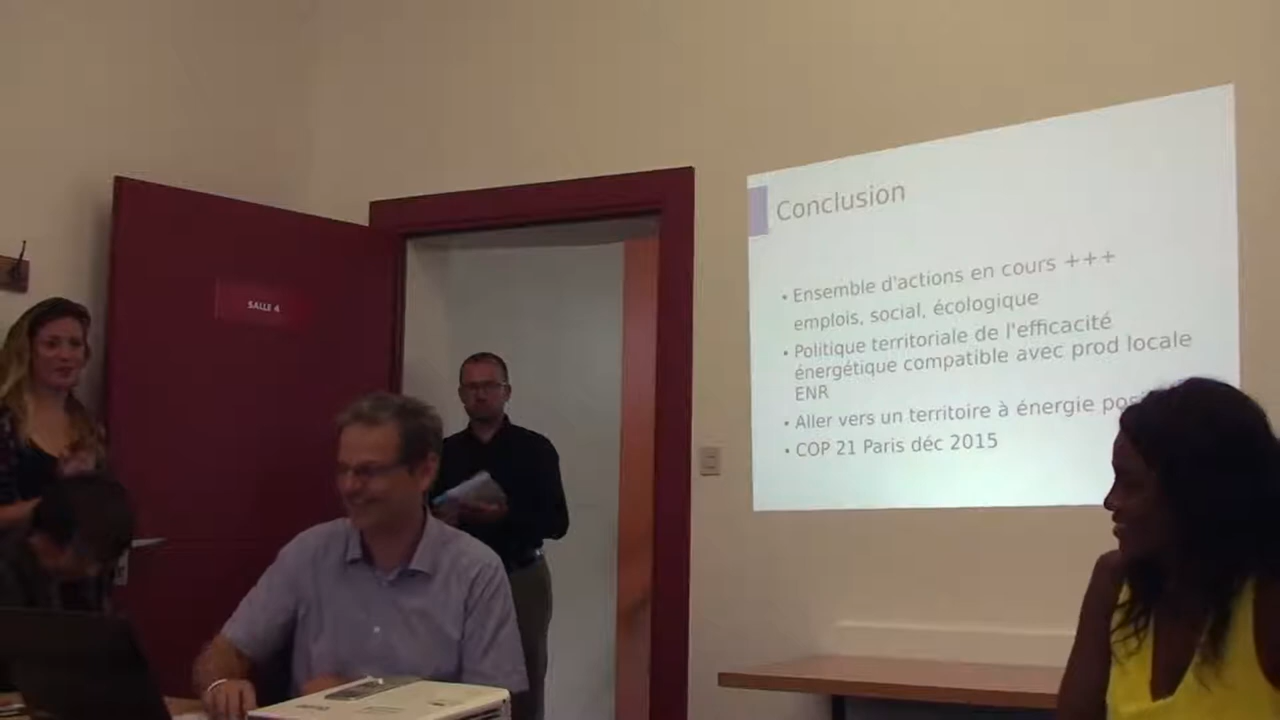 SALLE 4
Conclusion
• Ensemble d'actions en cours +++
emplois, social, écologique
• Politique territoriale de l'efficacité
énergétique compatible avec prod locale
ENR
• Aller vers un territoire à énergie
• COP 21 Paris déc 2015